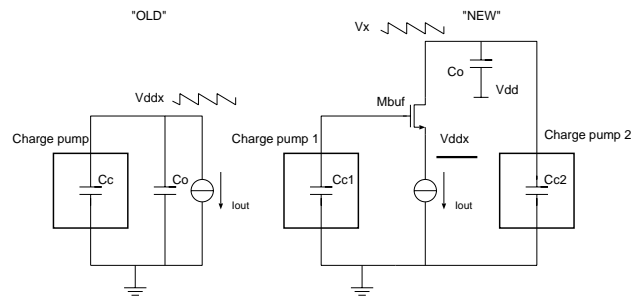 "OLD"
"NEW"
Vx
Co
Vdd
Vddx
Mbuf
Charge pump
Charge pump 1
Vddx
Charge pump 2
Cc
Co
Iout
Cc1
Iout
Cc2